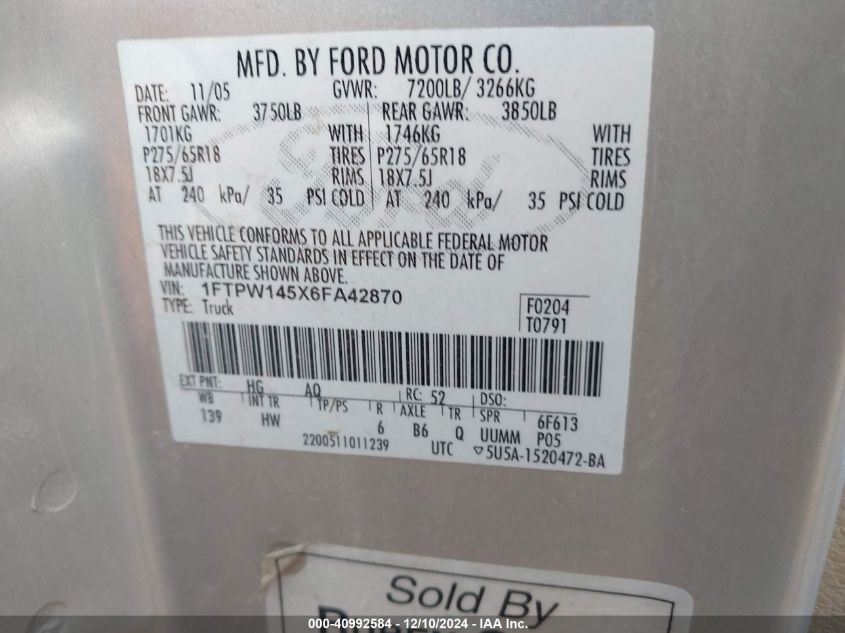 MFD. BY FORD MOTOR CO.
DATE: 11/05 GVWR: 7200LB/ 3266KG
FRONT GAWR: 3750LB REAR GAWR: 3850LB
1701KG WITH 1746KG WITH
P275/65R18 TIRES P275/65R18 TIRES
18X7.5J RIMS 18X7.5J RIMS
AT 240 kPa/ 35 PSI COLD AT 240 kPa/ 35 PSI COLD
THIS VEHICLE CONFORMS TO ALL APPLICABLE FEDERAL MOTOR
VEHICLE SAFETY STANDARDS IN EFFECT ON THE DATE OF
MANUFACTURE SHOWN ABOVE.
VIN: 1FTPW145X6FA42870
TYPE: Truck
F0204
T0791
EXT PNT: HG AQ RC: 52 DSO:
WB INT TR TP/PS R AXLE TR SPR 6F613
139 HW 6 B6 Q UUMM P05
2200511011239 UTC ▽5U5A-1520472-BA
Sold By
000-40992584 - 12/10/2024 - IAA Inc.